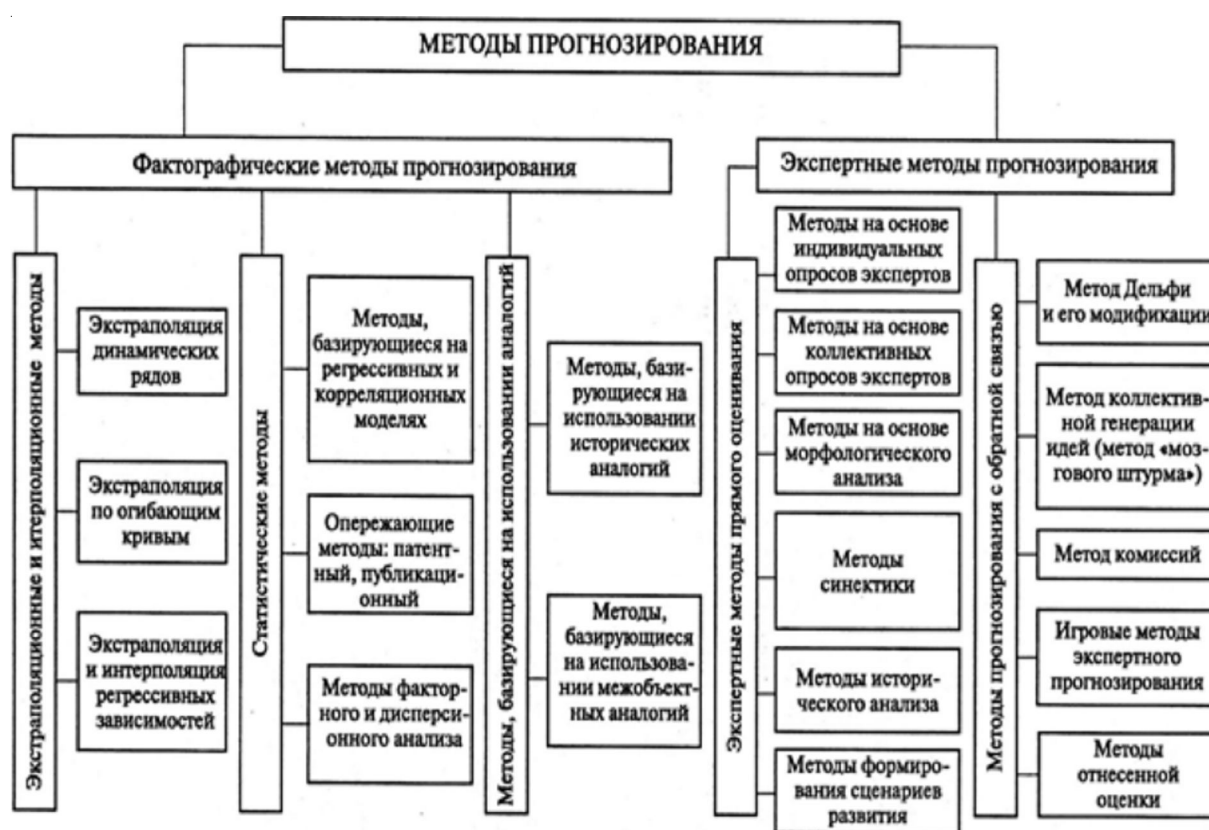 МЕТОДЫ ПРОГНОЗИРОВАНИЯ
Фактографические методы прогнозирования
Экстраполяционные и итерполяционные методы
Экстраполяция
динамических
рядов
Экстраполяция
по огибающим
кривым
Экстраполяция
и интерполяция
регрессивных
зависимостей
Статистические методы
Методы,
базирующиеся на
регрессивных и
корреляционных
моделях
Опережающие
методы: патент-
ный, публикаци-
онный
Методы фактор-
ного и дисперси-
онного анализа
Методы, базирующиеся на использовании аналогий
Методы, бази-
рующиеся на
использовании
исторических
аналогий
Методы,
базирующиеся
на использова-
нии межобъект-
ных аналогий
Экспертные методы прогнозирования
Экспертные методы прямого оценивания
Методы на основе
индивидуальных
опросов экспертов
Методы на основе
коллективных
опросов экспертов
Методы на основе
морфологического
анализа
Методы
синектики
Методы истори-
ческого анализа
Методы формиро-
вания сценариев
развития
Методы прогнозирования с обратной связью
Метод Дельфи
и его модификации
Метод коллектив-
ной генерации
идей (метод «моз-
гового штурма»)
Метод комиссий
Игровые методы
экспертного
прогнозирования
Методы
отнесенной
оценки